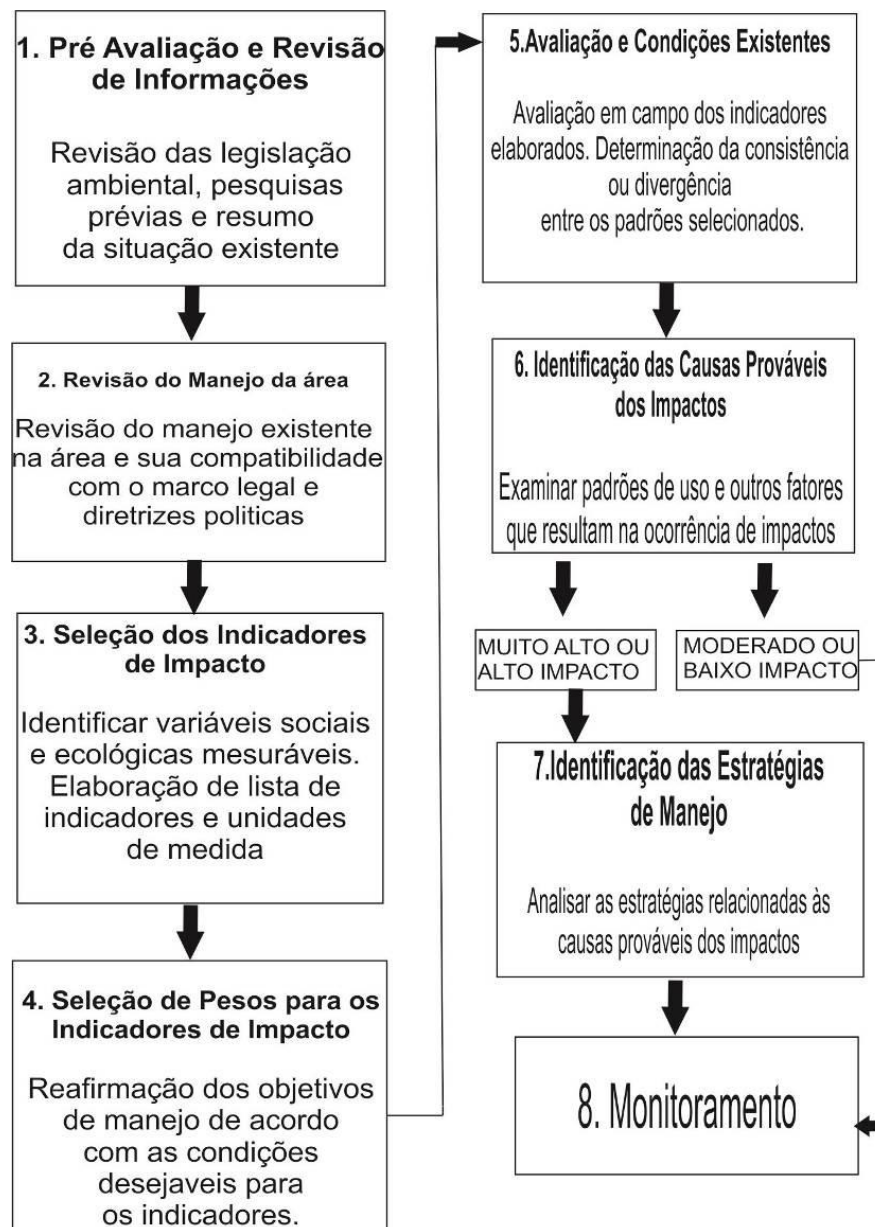 1. Pré Avaliação e Revisão
de Informações
Revisão das legislação
ambiental, pesquisas
prévias e resumo
da situação existente
2. Revisão do Manejo da área
Revisão do manejo existente
na área e sua compatibilidade
com o marco legal e
diretrizes politicas
3. Seleção dos Indicadores
de Impacto
Identificar variáveis sociais
e ecológicas mesuráveis.
Elaboração de lista de
indicadores e unidades
de medida
4. Seleção de Pesos para os
Indicadores de Impacto
Reafirmação dos objetivos
de manejo de acordo
com as condições
desejaveis para
os indicadores.
5.Avaliação e Condições Existentes
Avaliação em campo dos indicadores
elaborados. Determinação da consistência
ou divergência
entre os padrões selecionados.
6. Identificação das Causas Prováveis
dos Impactos
Examinar padrões de uso e outros fatores
que resultam na ocorrência de impactos
MUITO ALTO OU
ALTO IMPACTO
MODERADO OU
BAIXO IMPACTO
7.Identificação das Estratégias
de Manejo
Analisar as estratégias relacionadas às
causas prováveis dos impactos
8. Monitoramento